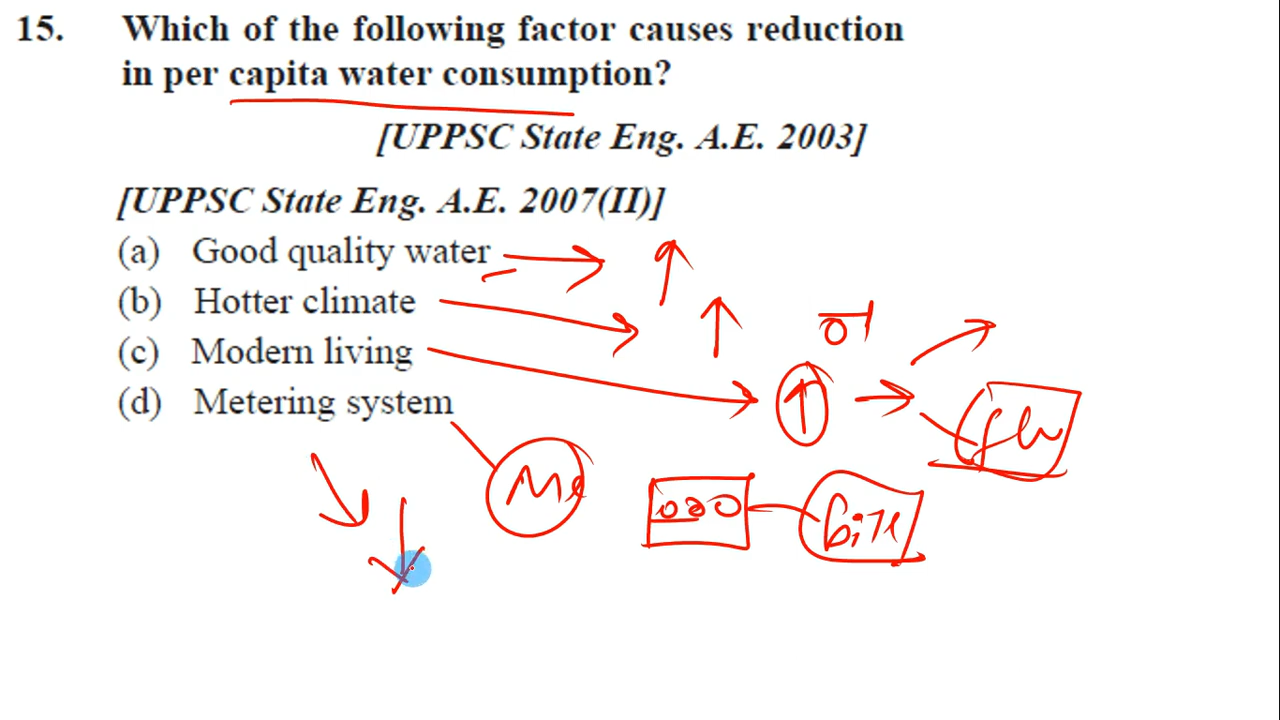 15. Which of the following factor causes reduction
in per capita water consumption?
[UPPSC State Eng. A.E. 2003]
[UPPSC State Eng. A.E. 2007(II)]
(a) Good quality water
(b) Hotter climate
(c) Modern living
(d) Metering system